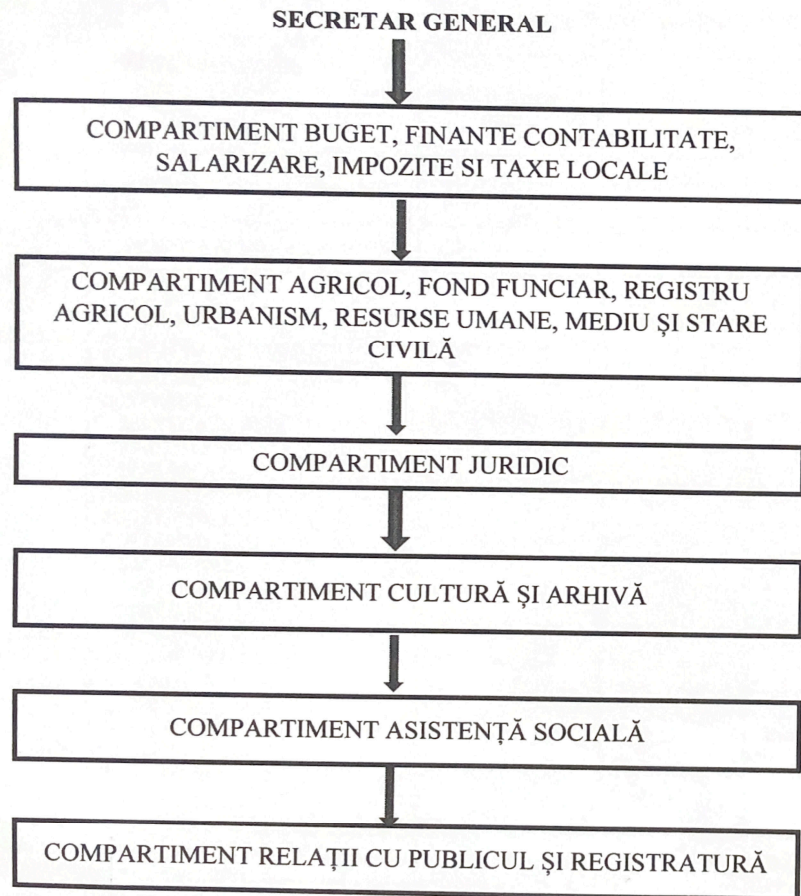 SECRETAR GENERAL
COMPARTIMENT BUGET, FINANTE CONTABILITATE,
SALARIZARE, IMPOZITE SI TAXE LOCALE
COMPARTIMENT AGRICOL, FOND FUNCIAR, REGISTRU
AGRICOL, URBANISM, RESURSE UMANE, MEDIU ȘI STARE
CIVILĂ
COMPARTIMENT JURIDIC
COMPARTIMENT CULTURĂ ȘI ARHIVĂ
COMPARTIMENT ASISTENȚĂ SOCIALĂ
COMPARTIMENT RELAȚII CU PUBLICUL ȘI REGISTRATURĂ